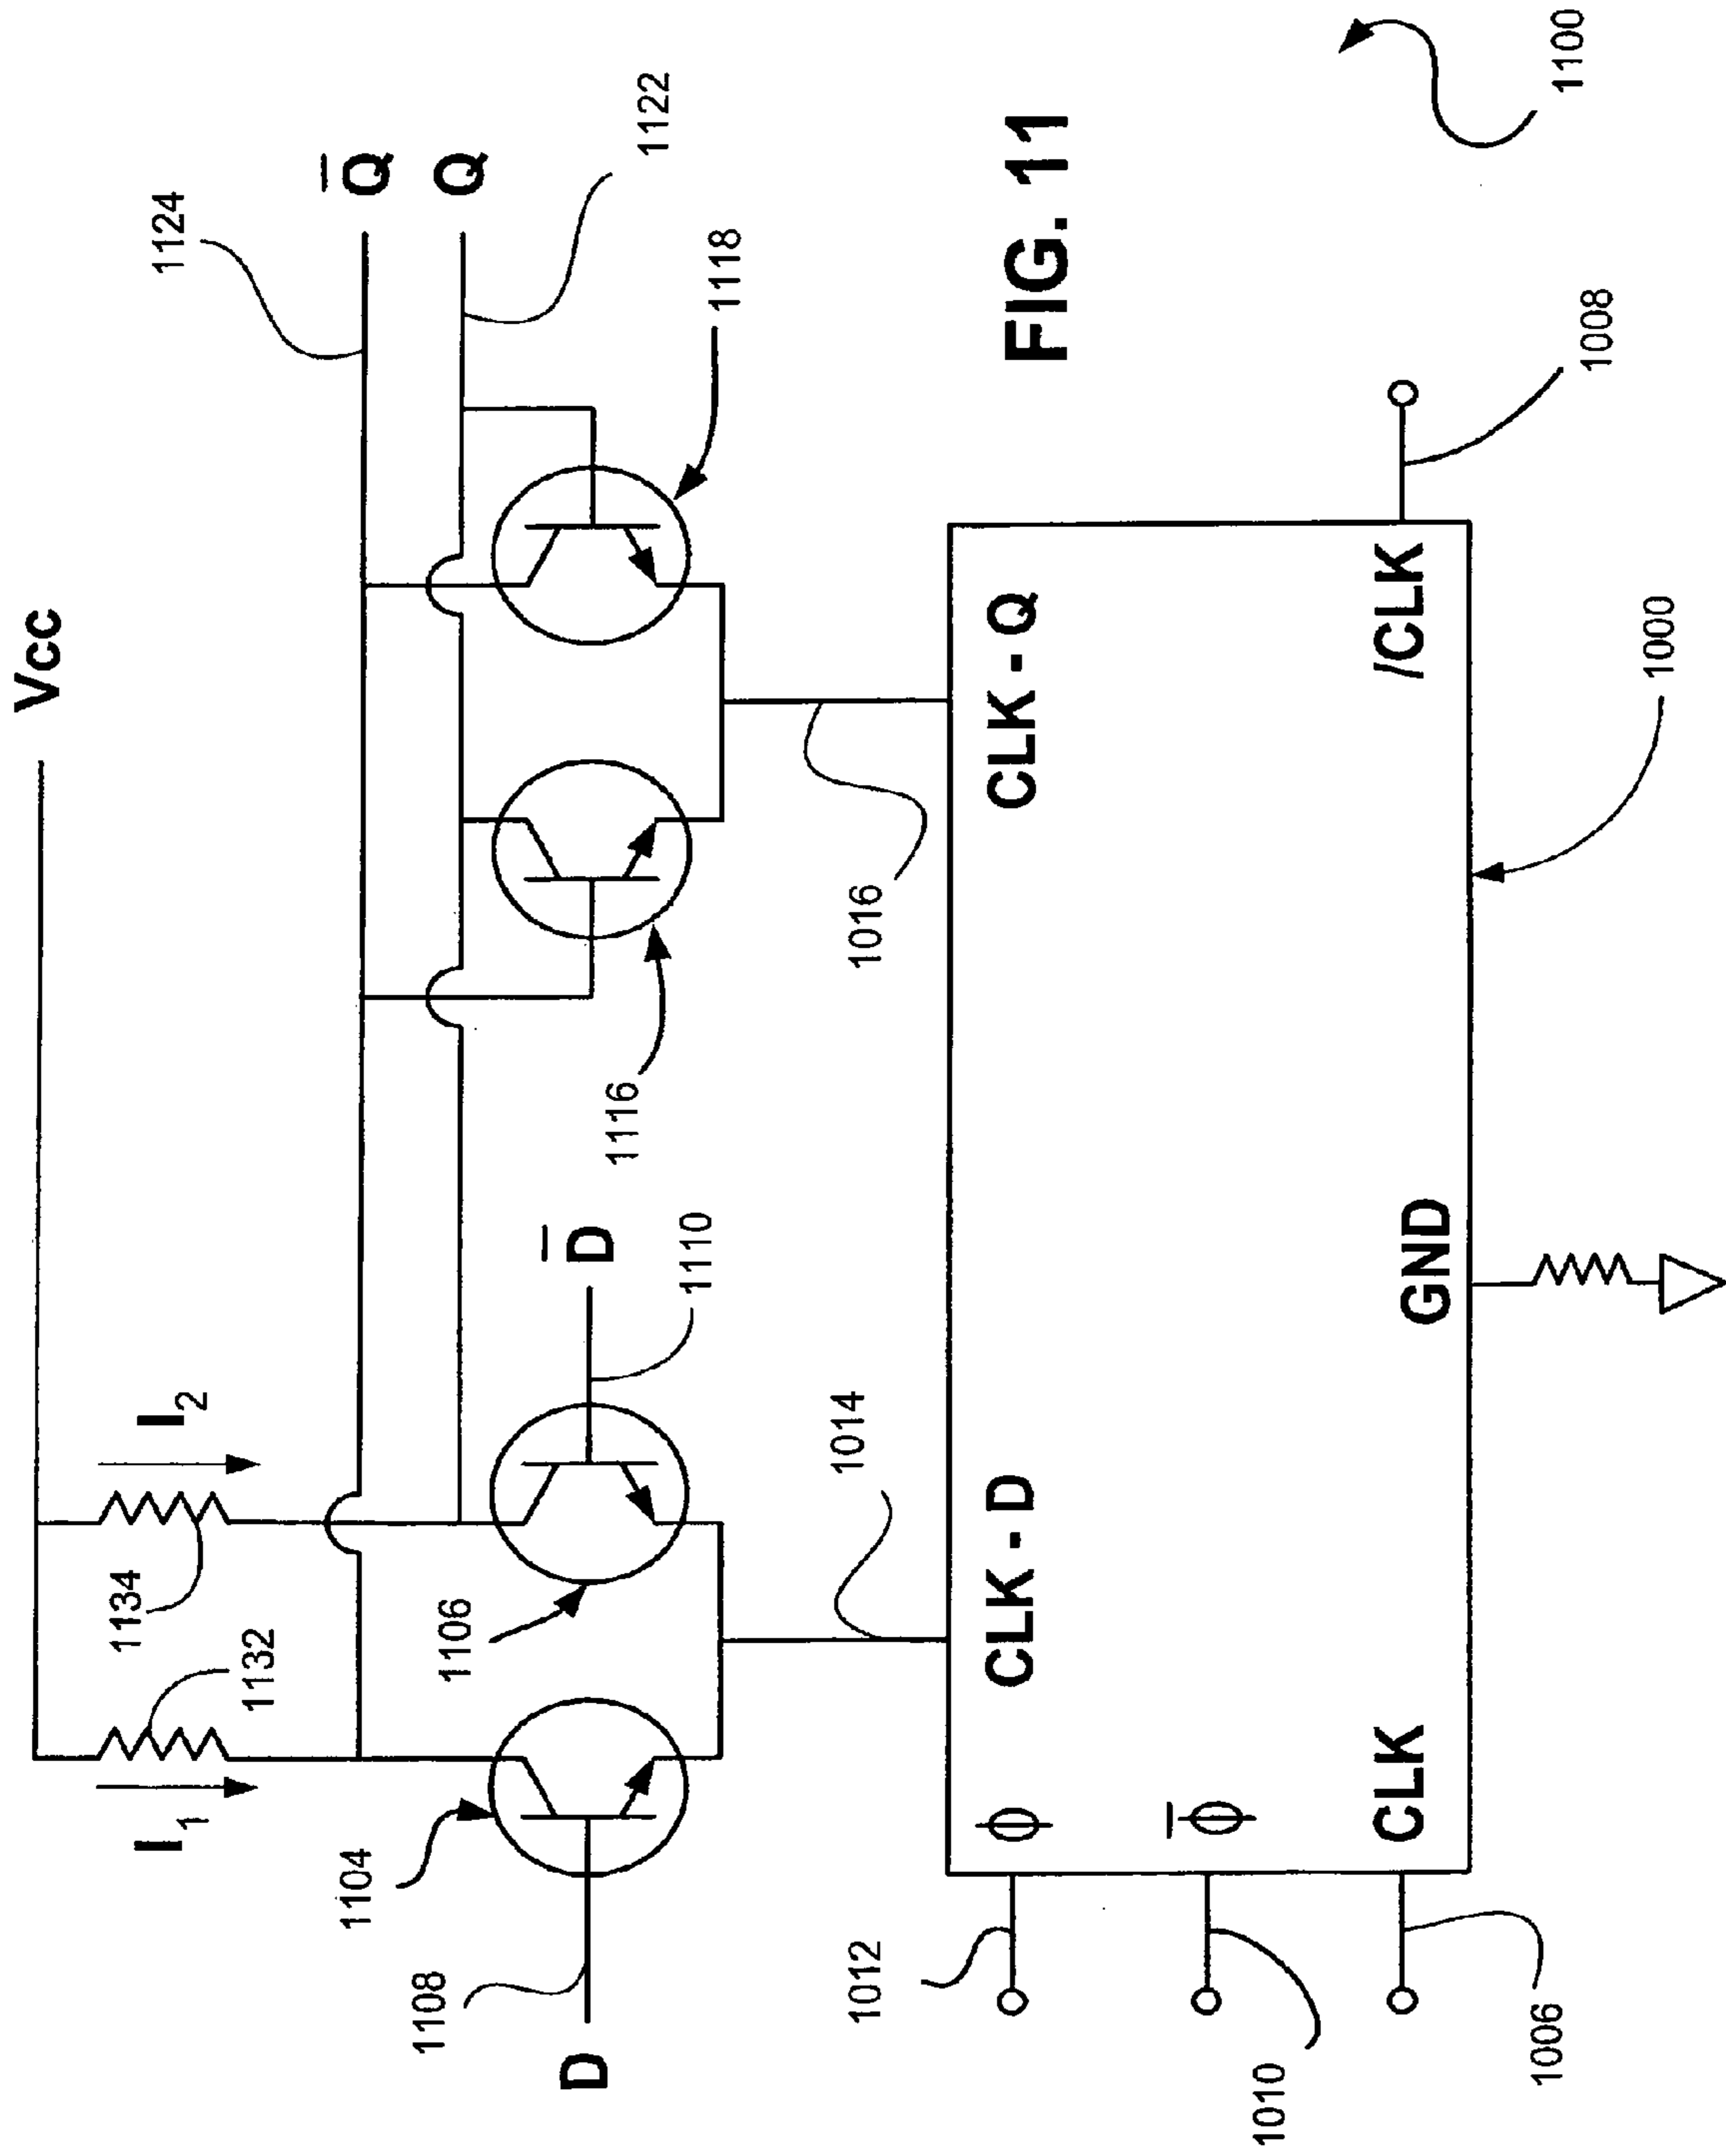 Vcc
I1
1132
1134
I2
1124
Q̅
Q
1122
1104
1106
D̅
1110
1116
1118
1108
D
1014
1016
FIG. 11
1012
ϕ
CLK - D
CLK - Q
1010
ϕ̅
1006
CLK
GND
/CLK
1008
1000
1100